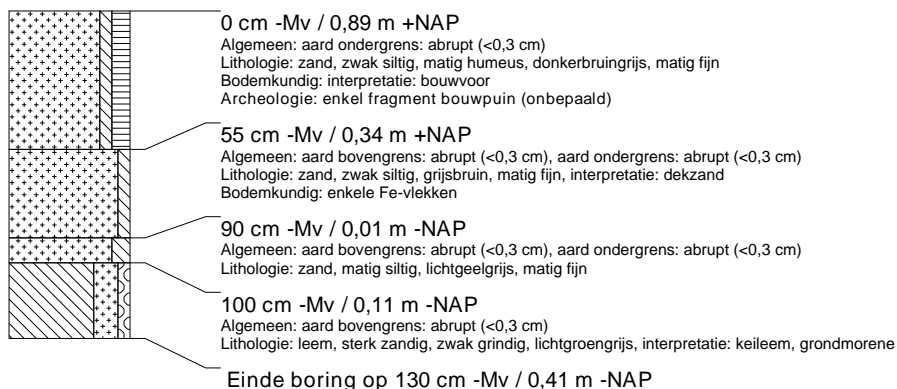 0 cm -Mv / 0,89 m +NAP
Algemeen: aard ondergrens: abrupt (<0,3 cm)
Lithologie: zand, zwak siltig, matig humeus, donkerbruingrijs, matig fijn
Bodemkundig: interpretatie: bouwvoor
Archeologie: enkel fragment bouwpuin (onbepaald)
55 cm -Mv / 0,34 m +NAP
Algemeen: aard bovengrens: abrupt (<0,3 cm), aard ondergrens: abrupt (<0,3 cm)
Lithologie: zand, zwak siltig, grijsbruin, matig fijn, interpretatie: dekzand
Bodemkundig: enkele Fe-vlekken
90 cm -Mv / 0,01 m -NAP
Algemeen: aard bovengrens: abrupt (<0,3 cm), aard ondergrens: abrupt (<0,3 cm)
Lithologie: zand, matig siltig, lichtgeelgrijs, matig fijn
100 cm -Mv / 0,11 m -NAP
Algemeen: aard bovengrens: abrupt (<0,3 cm)
Lithologie: leem, sterk zandig, zwak grindig, lichtgroengrijs, interpretatie: keileem, grondmorene
Einde boring op 130 cm -Mv / 0,41 m -NAP